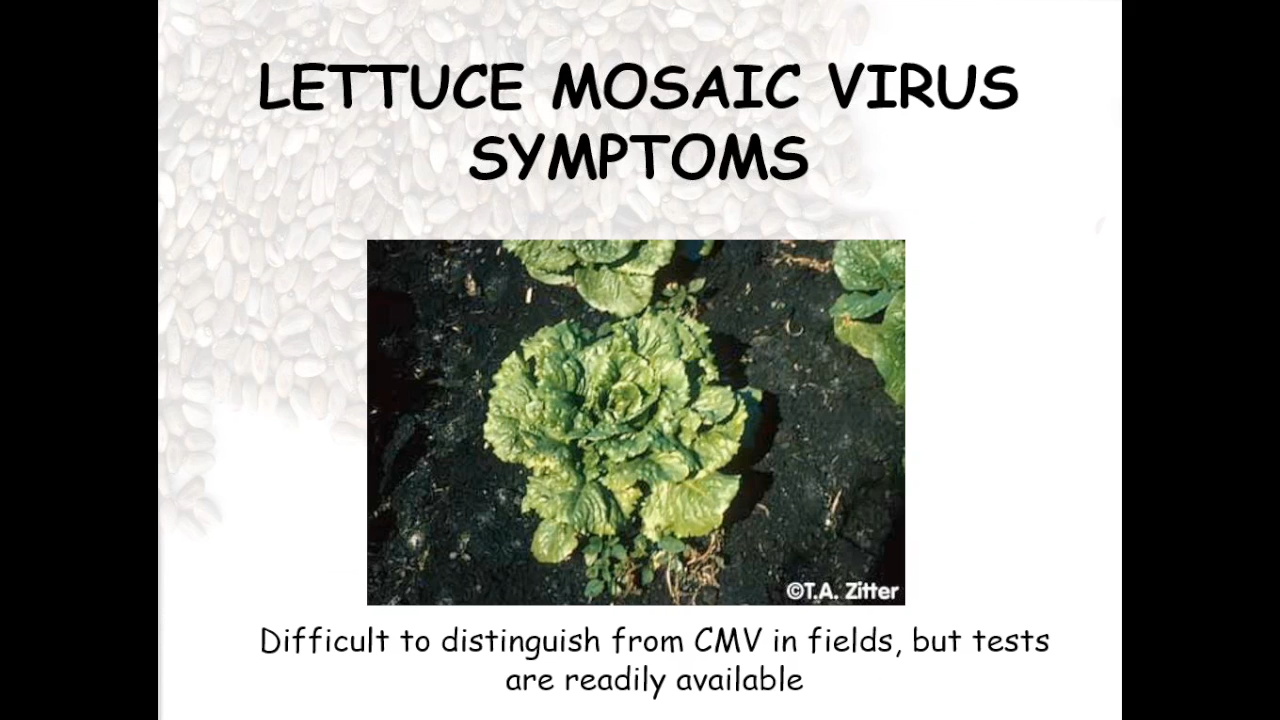 LETTUCE MOSAIC VIRUS
SYMPTOMS
©T.A. Zitter
Difficult to distinguish from CMV in fields, but tests
are readily available